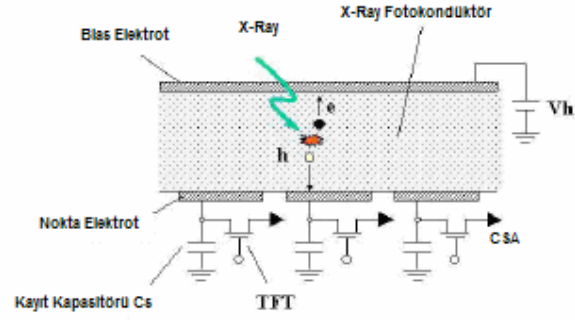 X-Ray Fotokondüktör
X-Ray
Bias Elektrot
e
Vh
h
Nokta Elektrot
CSA
Kayıt Kapasitörü Cs
TFT